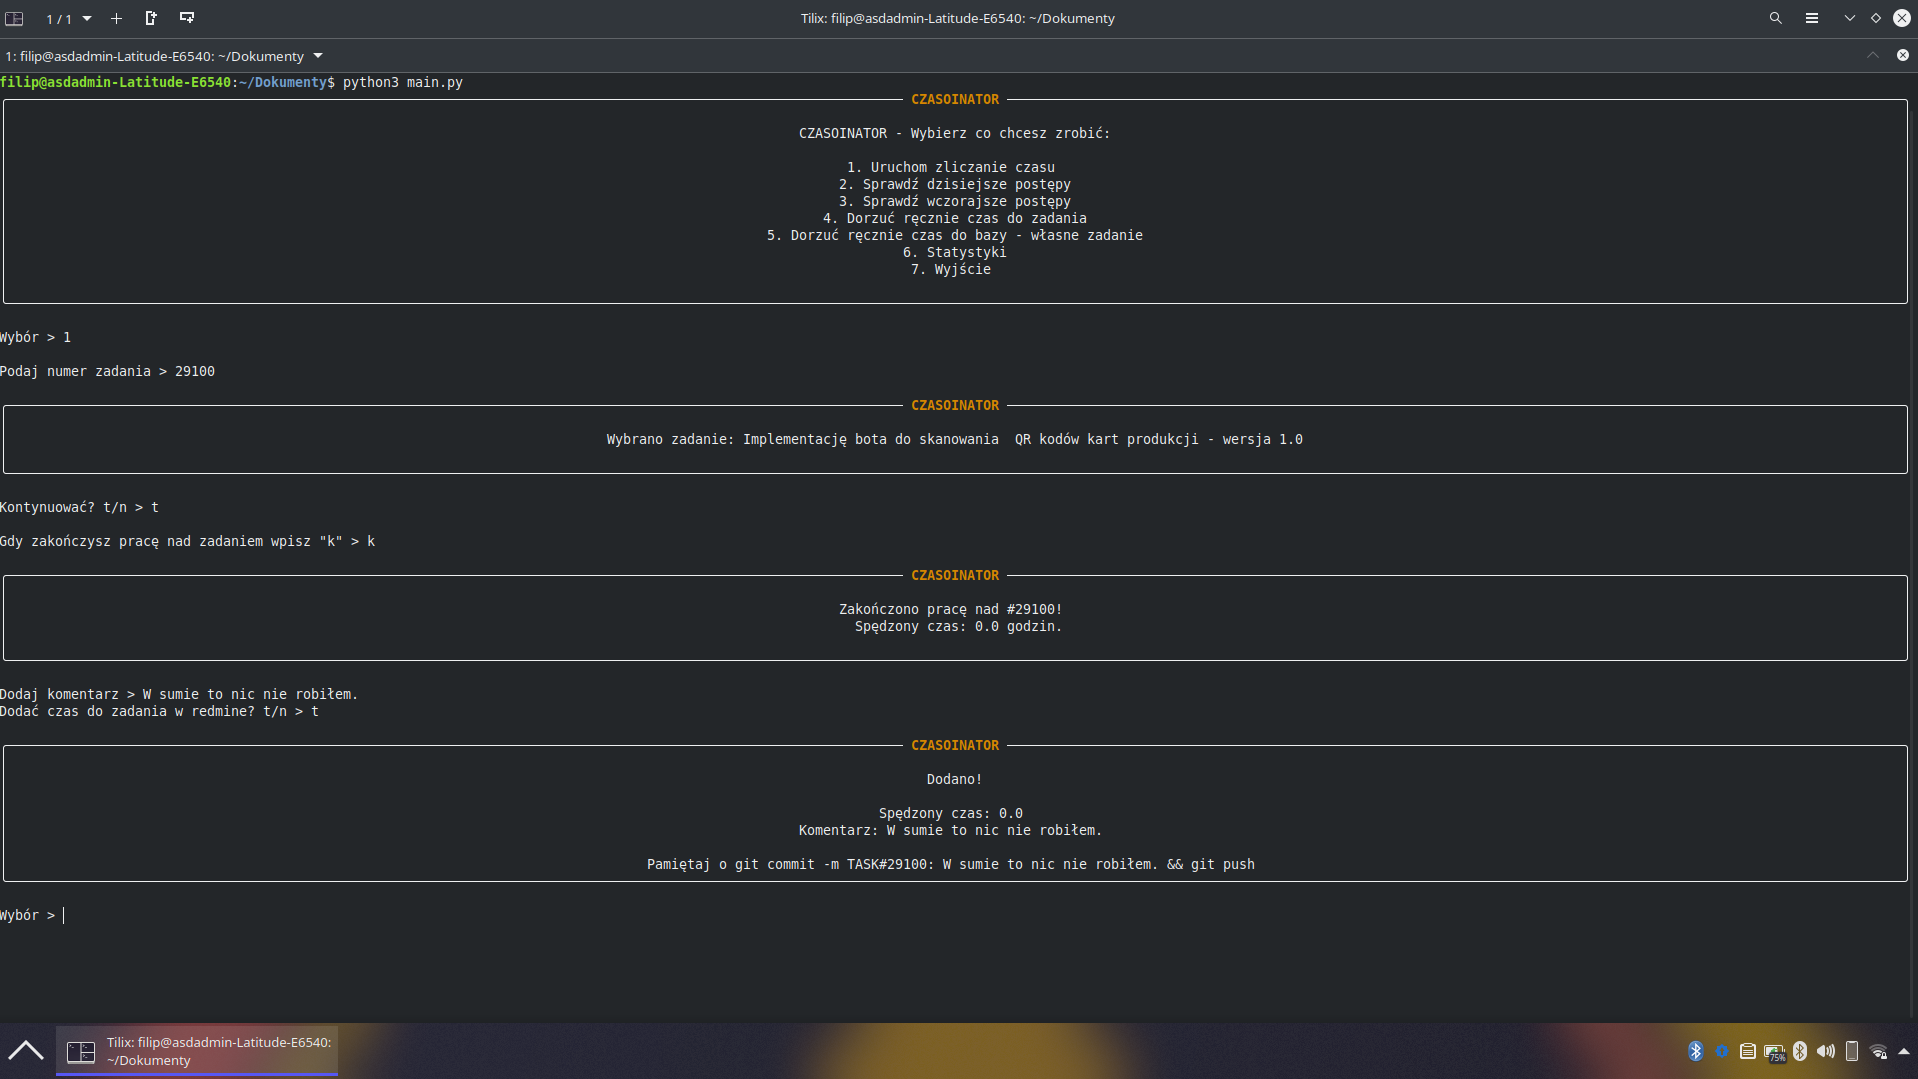 1 / 1
Tilix: filip@asdadmin-Latitude-E6540: ~/Dokumenty
1: filip@asdadmin-Latitude-E6540: ~/Dokumenty
filip@asdadmin-Latitude-E6540:~/Dokumenty$ python3 main.py
CZASOINATOR
CZASOINATOR - Wybierz co chcesz zrobić:
1. Uruchom zliczanie czasu
2. Sprawdź dzisiejsze postępy
3. Sprawdź wczorajsze postępy
4. Dorzuć ręcznie czas do zadania
5. Dorzuć ręcznie czas do bazy - własne zadanie
6. Statystyki
7. Wyjście
Wybór > 1
Podaj numer zadania > 29100
CZASOINATOR
Wybrano zadanie: Implementację bota do skanowania  QR kodów kart produkcji - wersja 1.0
Kontynuować? t/n > t
Gdy zakończysz pracę nad zadaniem wpisz "k" > k
CZASOINATOR
Zakończono pracę nad #29100!
Spędzony czas: 0.0 godzin.
Dodaj komentarz > W sumie to nic nie robiłem.
Dodać czas do zadania w redmine? t/n > t
CZASOINATOR
Dodano!
Spędzony czas: 0.0
Komentarz: W sumie to nic nie robiłem.
Pamiętaj o git commit -m TASK#29100: W sumie to nic nie robiłem. && git push
Wybór >
Tilix: filip@asdadmin-Latitude-E6540:
~/Dokumenty
75%